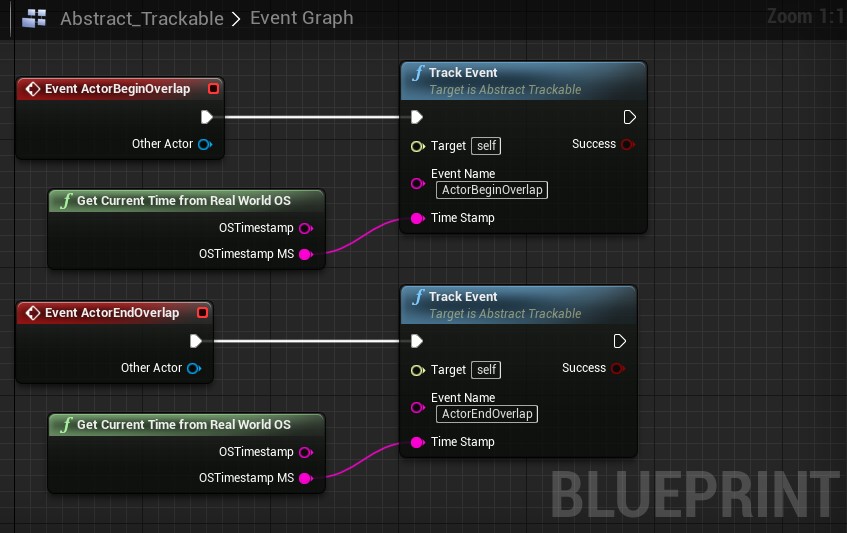 Abstract_Trackable > Event Graph
Zoom 1:1
Event ActorBeginOverlap
Other Actor
Get Current Time from Real World OS
OSTimestamp
OSTimestamp MS
f Track Event
Target is Abstract Trackable
Target self
Success
Event Name
ActorBeginOverlap
Time Stamp
Event ActorEndOverlap
Other Actor
f Get Current Time from Real World OS
OSTimestamp
OSTimestamp MS
f Track Event
Target is Abstract Trackable
Target self
Success
Event Name
ActorEndOverlap
Time Stamp
BLUEPRINT